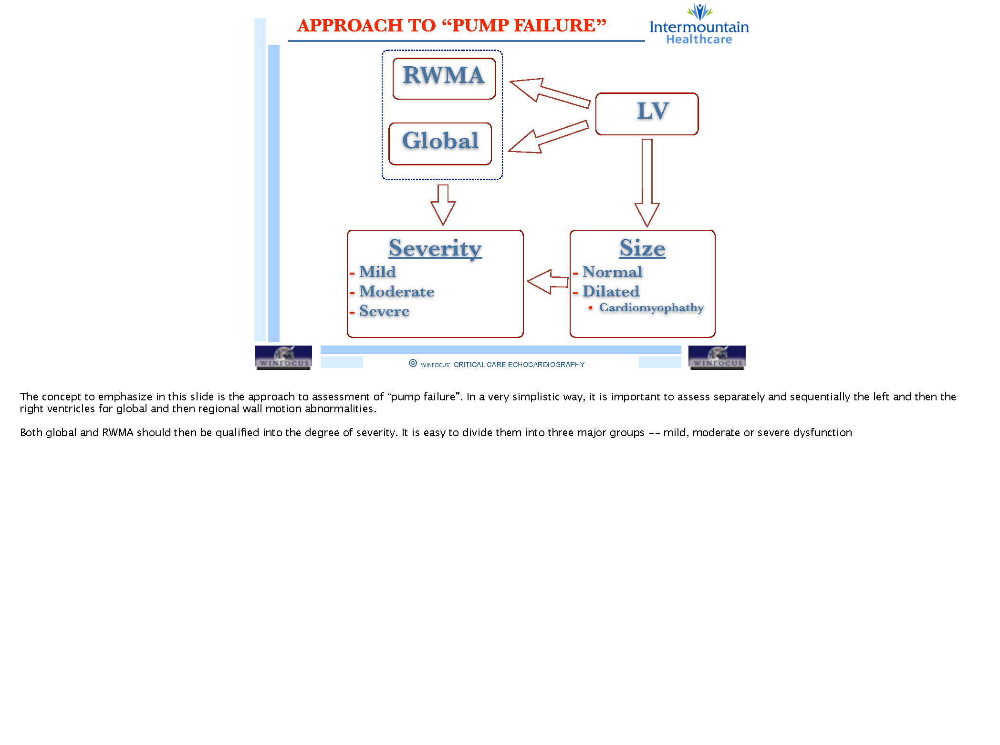 APPROACH TO “PUMP FAILURE”
Intermountain
Healthcare
RWMA
LV
Global
Severity
- Mild
- Moderate
- Severe
Size
- Normal
- Dilated
• Cardiomyophathy
WINFOCUS
© WINFOCUS' CRITICAL CARE ECHOCARDIOGRAPHY
WINFOCUS
The concept to emphasize in this slide is the approach to assessment of “pump failure”. In a very simplistic way, it is important to assess separately and sequentially the left and then the
right ventricles for global and then regional wall motion abnormalities.
Both global and RWMA should then be qualified into the degree of severity. It is easy to divide them into three major groups -- mild, moderate or severe dysfunction